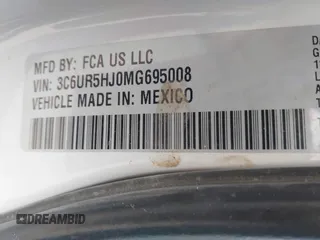 MFD BY: FCA US LLC
VIN: 3C6UR5HJ0MG695008
VEHICLE MADE IN: MEXICO
DREAMBID